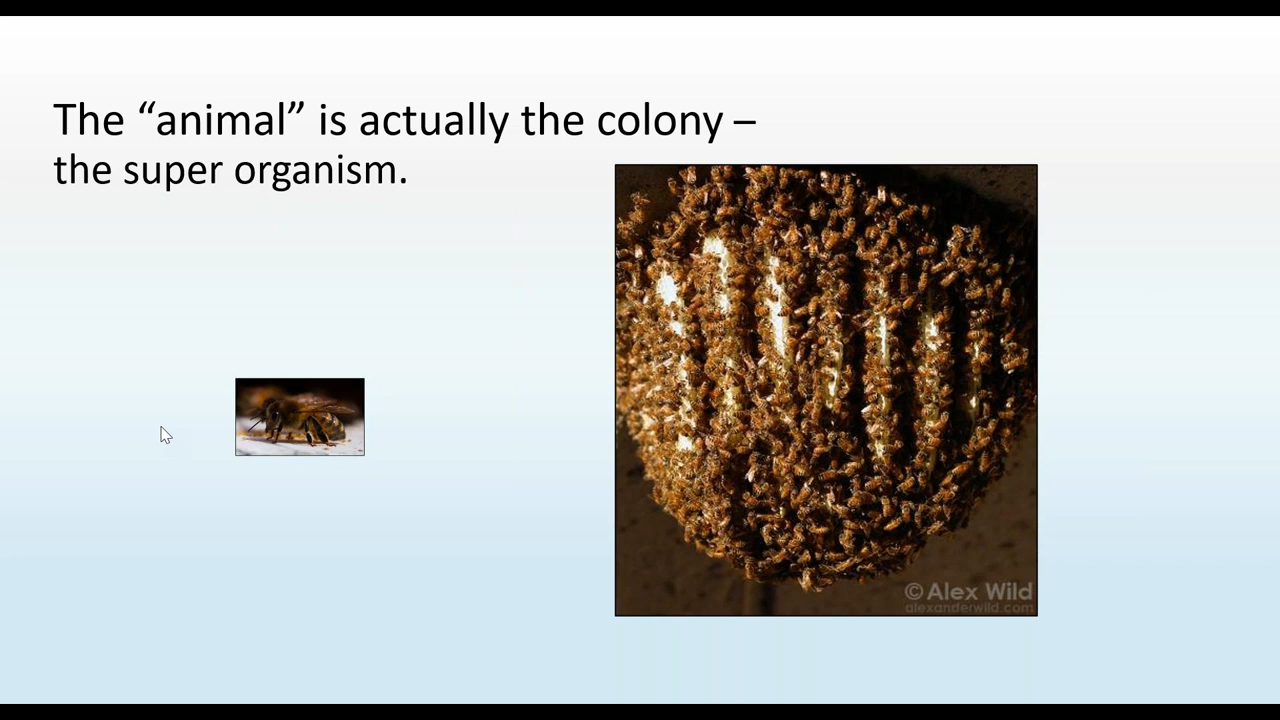 The “animal” is actually the colony –
the super organism.
© Alex Wild
alexanderwild.com